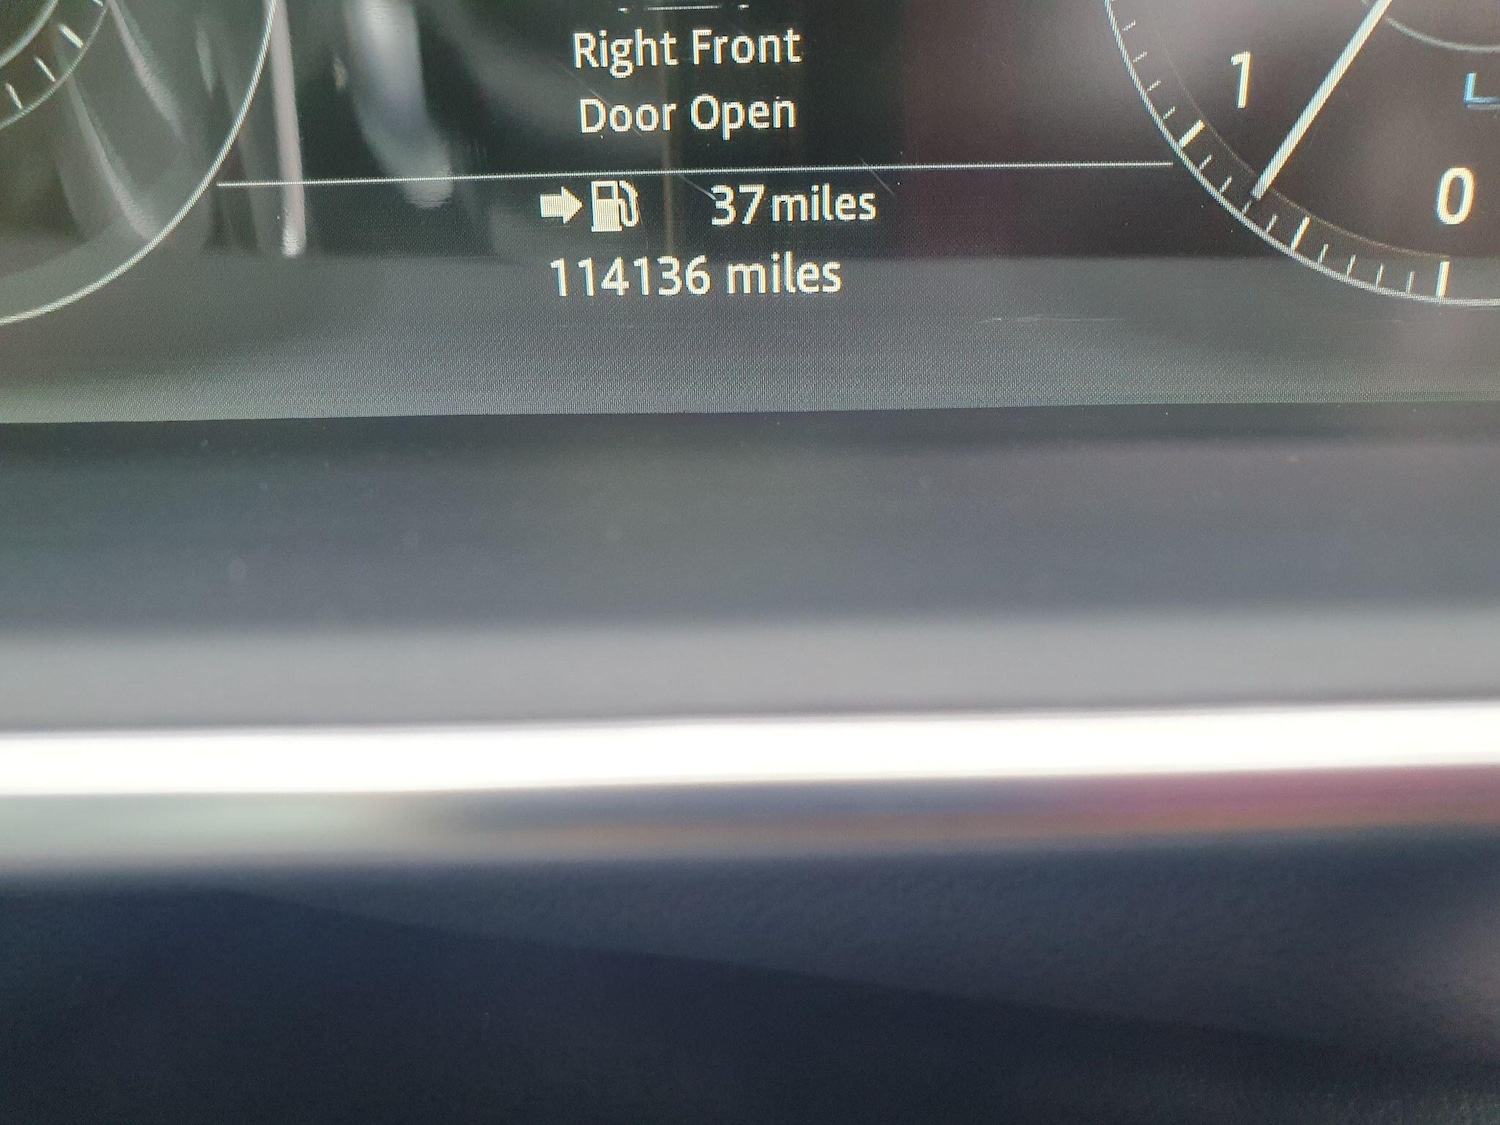 Right Front
Door Open
37 miles
114136 miles
1
0
L